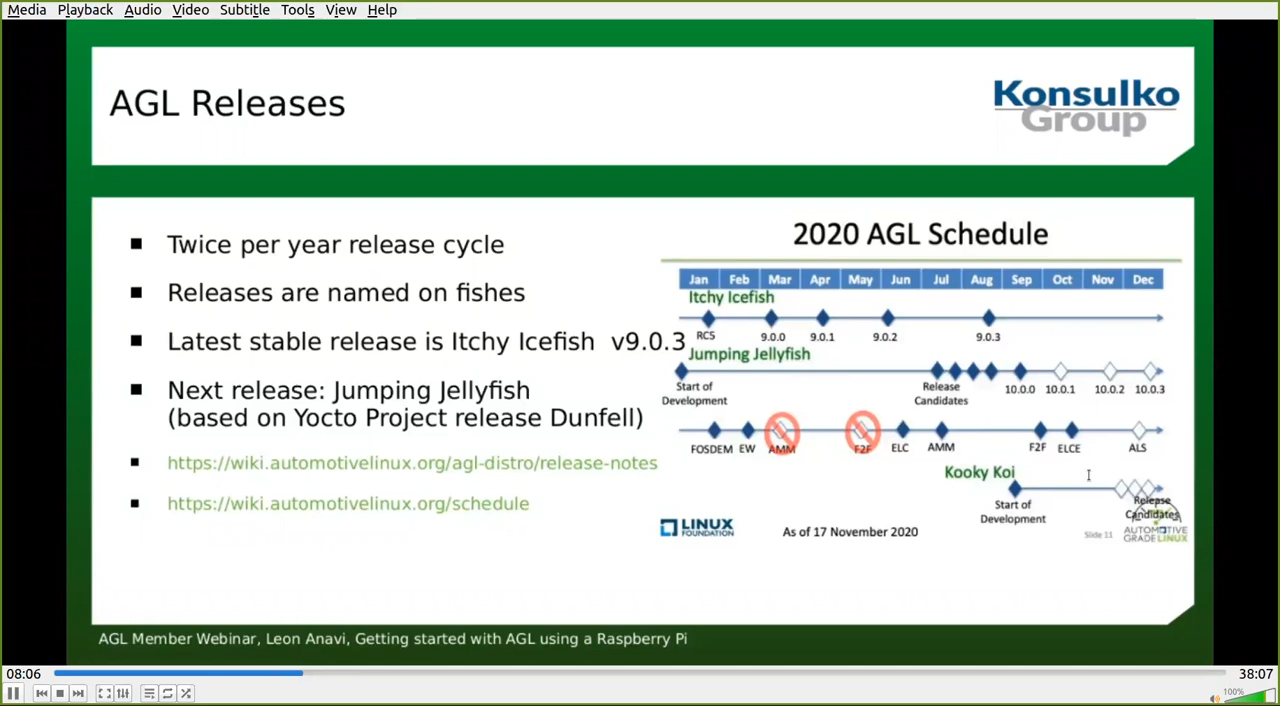 Media Playback Audio Video Subtitle Tools View Help
AGL Releases
Konsulko
Group
Twice per year release cycle
Releases are named on fishes
Latest stable release is Itchy Icefish v9.0.3
Next release: Jumping Jellyfish
(based on Yocto Project release Dunfell)
https://wiki.automotivelinux.org/agl-distro/release-notes
https://wiki.automotivelinux.org/schedule
2020 AGL Schedule
Jan Feb Mar Apr May Jun Jul Aug Sep Oct Nov Dec
Itchy Icefish
RCS 9.0.0 9.0.1 9.0.2 9.0.3
Jumping Jellyfish
Start of
Development
Release
Candidates
10.0.0 10.0.1 10.0.2 10.0.3
FOSDEM EW AMM F2F ELC AMM F2F ELCE ALS
Kooky Koi
Start of
Development
Release
Candidates
LINUX
FOUNDATION
As of 17 November 2020
Slide 11
AUTOMOTIVE
GRADELINUX
AGL Member Webinar, Leon Anavi, Getting started with AGL using a Raspberry Pi
08:06 38:07
100%